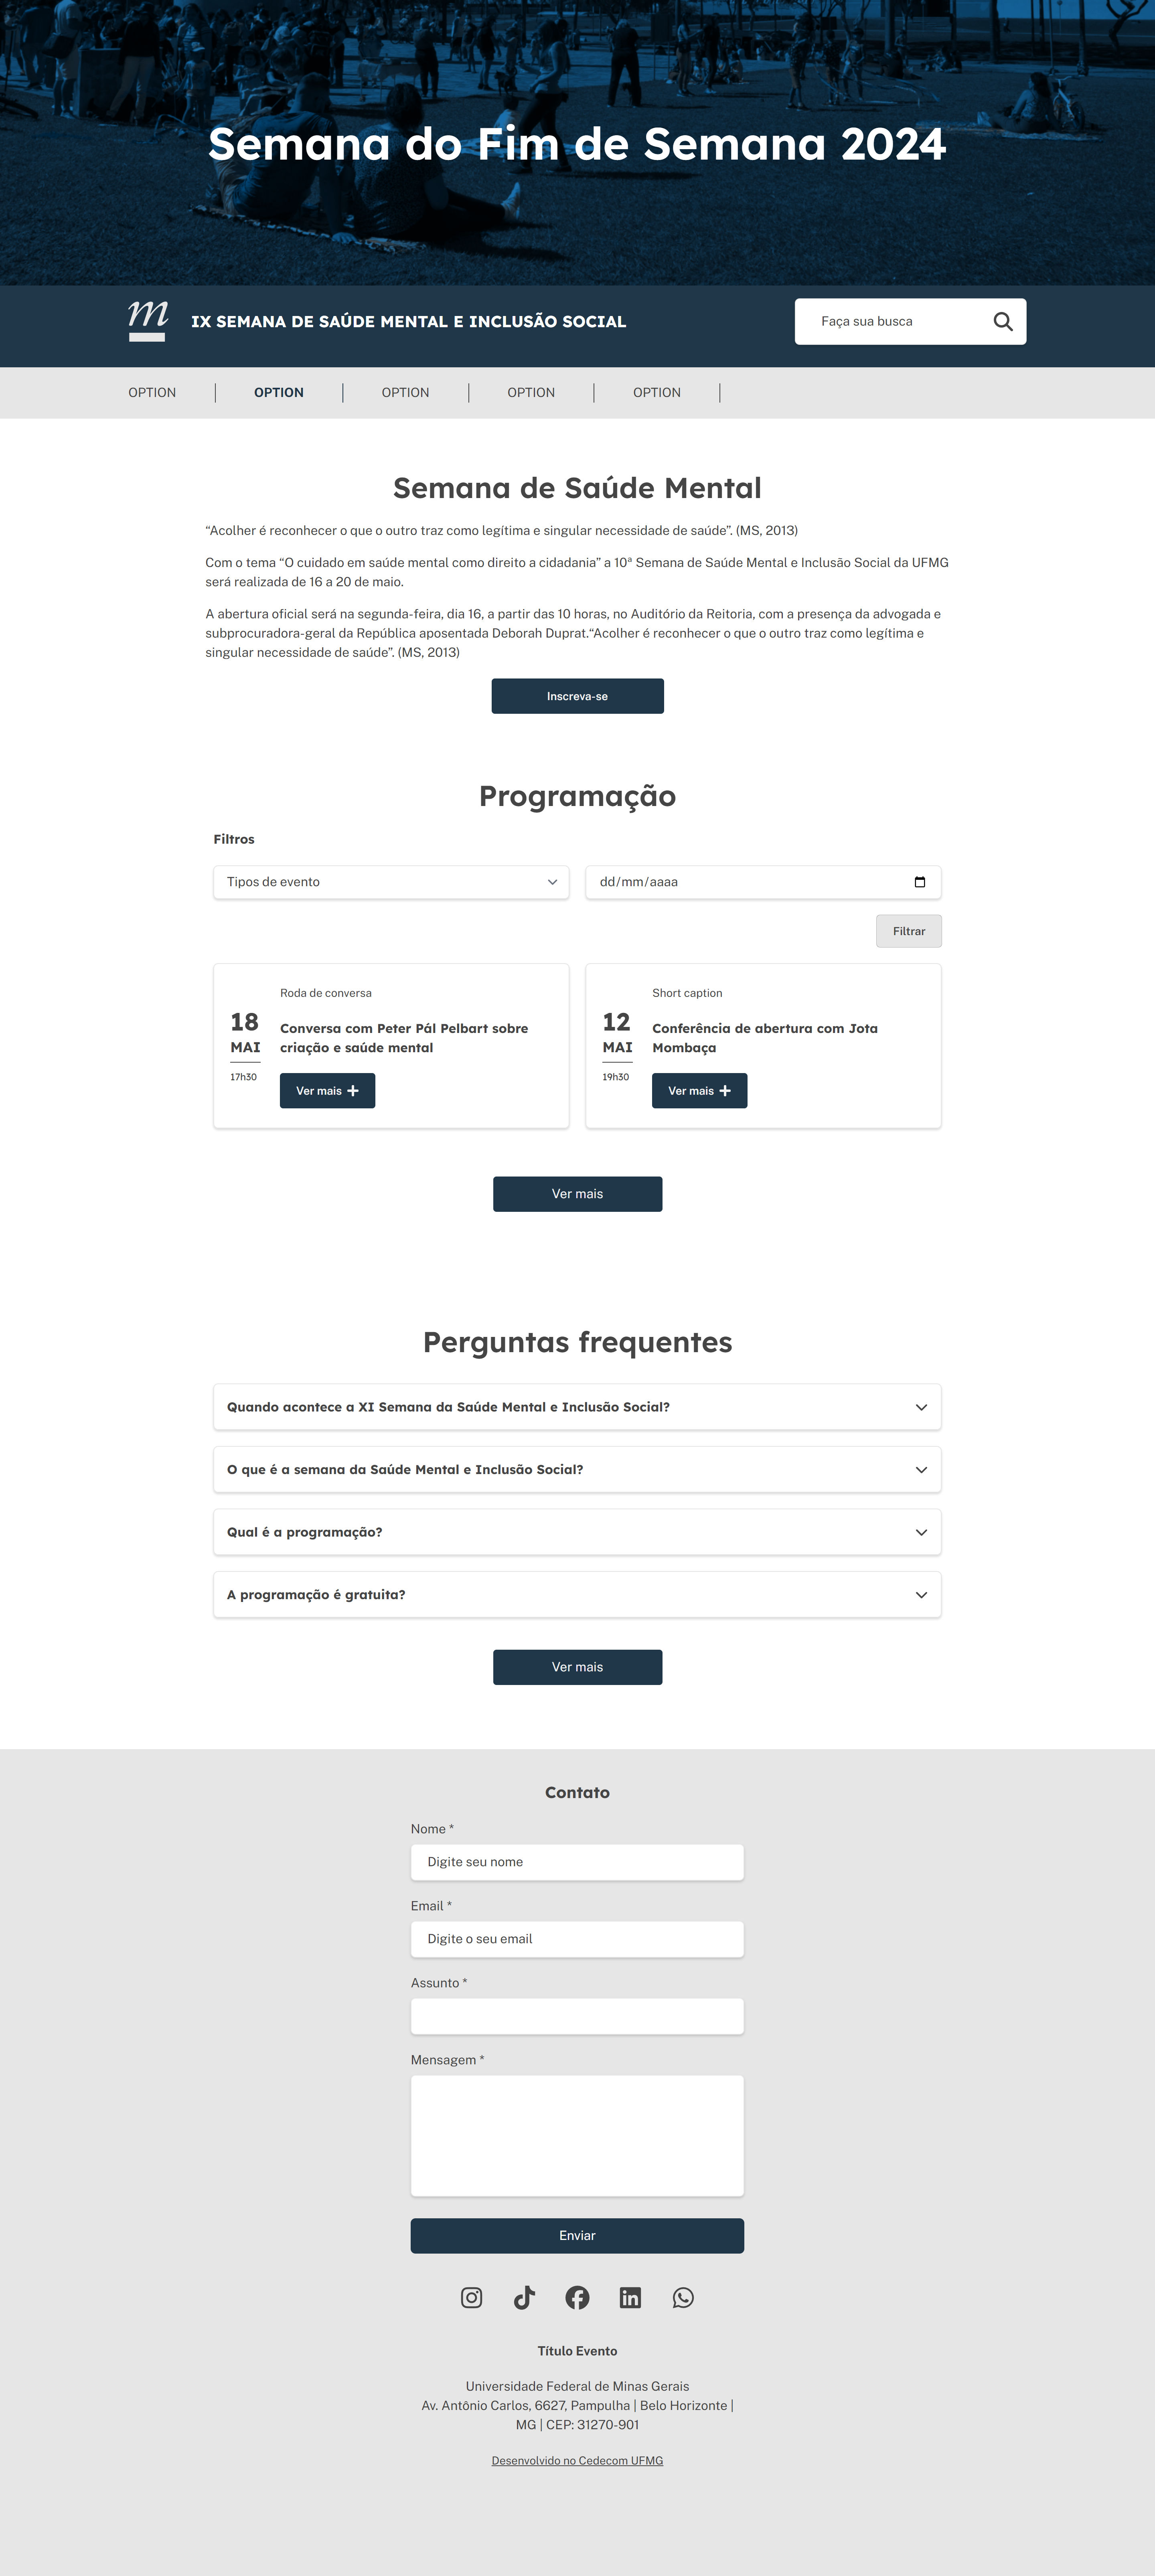 Semana do Fim de Semana 2024
m
IX SEMANA DE SAÚDE MENTAL E INCLUSÃO SOCIAL
Faça sua busca
OPTION
OPTION
OPTION
OPTION
OPTION
Semana de Saúde Mental
“Acolher é reconhecer o que o outro traz como legítima e singular necessidade de saúde”. (MS, 2013)
Com o tema “O cuidado em saúde mental como direito a cidadania” a 10ª Semana de Saúde Mental e Inclusão Social da UFMG
será realizada de 16 a 20 de maio.
A abertura oficial será na segunda-feira, dia 16, a partir das 10 horas, no Auditório da Reitoria, com a presença da advogada e
subprocuradora-geral da República aposentada Deborah Duprat.“Acolher é reconhecer o que o outro traz como legítima e
singular necessidade de saúde”. (MS, 2013)
Inscreva-se
Programação
Filtros
Tipos de evento
dd/mm/aaaa
Filtrar
18
MAI
17h30
Roda de conversa
Conversa com Peter Pál Pelbart sobre
criação e saúde mental
Ver mais
12
MAI
19h30
Short caption
Conferência de abertura com Jota
Mombaça
Ver mais
Ver mais
Perguntas frequentes
Quando acontece a XI Semana da Saúde Mental e Inclusão Social?
O que é a semana da Saúde Mental e Inclusão Social?
Qual é a programação?
A programação é gratuita?
Ver mais
Contato
Nome *
Digite seu nome
Email *
Digite o seu email
Assunto *
Mensagem *
Enviar
Título Evento
Universidade Federal de Minas Gerais
Av. Antônio Carlos, 6627, Pampulha | Belo Horizonte |
MG | CEP: 31270-901
Desenvolvido no Cedecom UFMG